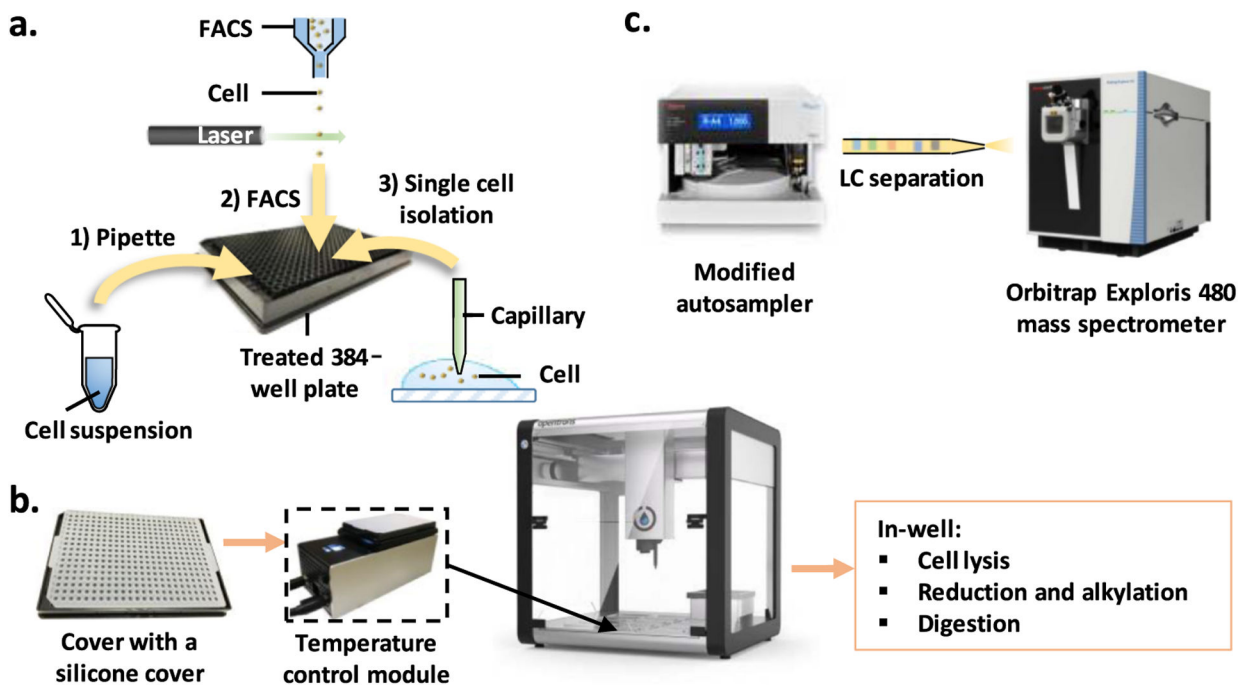 a.
FACS
Cell
Laser
2) FACS
3) Single cell
isolation
1) Pipette
Capillary
Cell
Treated 384-
well plate
Cell suspension
c.
LC separation
Modified
autosampler
Orbitrap Exploris 480
mass spectrometer
b.
opentrons
Cover with a
silicone cover
Temperature
control module
In-well:
▪ Cell lysis
▪ Reduction and alkylation
▪ Digestion